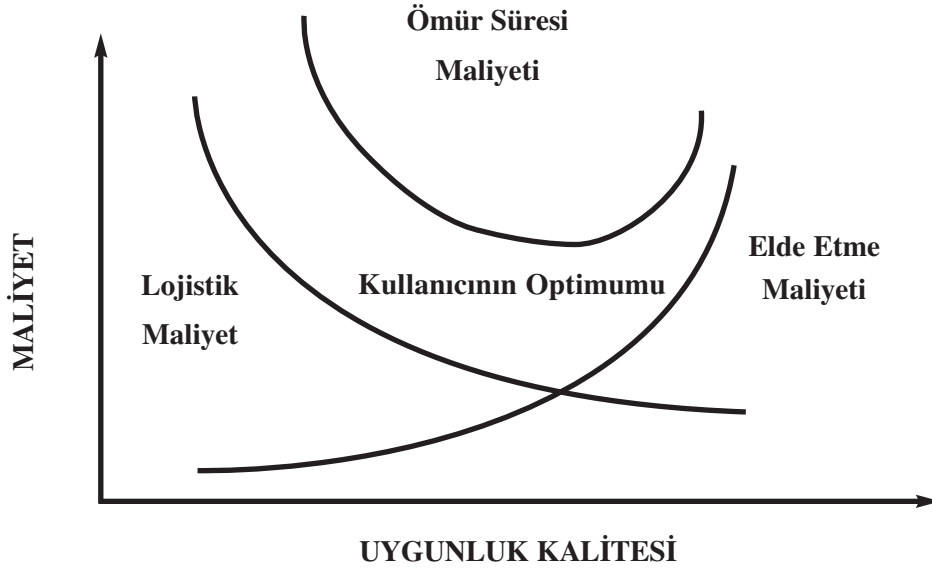 Ömür Süresi
Maliyeti
MALİYET
Lojistik
Maliyet
Kullanıcının Optimumu
Elde Etme
Maliyeti
UYGUNLUK KALİTESİ